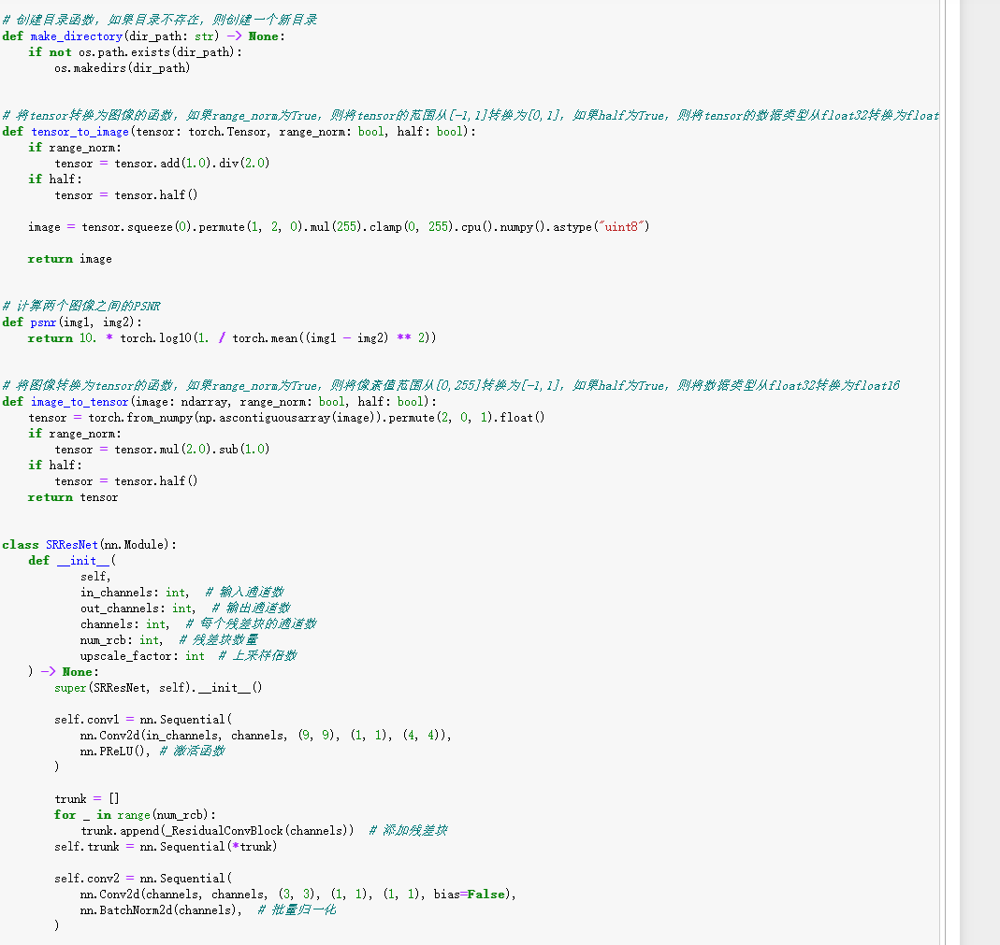 # 创建目录函数，如果目录不存在，则创建一个新目录
def make_directory(dir_path: str) -> None:
    if not os.path.exists(dir_path):
        os.makedirs(dir_path)
# 将tensor转换为图像的函数，如果range_norm为True，则将tensor的范围从[-1,1]转换为[0,1]，如果half为True，则将tensor的数据类型从float32转换为float
def tensor_to_image(tensor: torch.Tensor, range_norm: bool, half: bool):
    if range_norm:
        tensor = tensor.add(1.0).div(2.0)
    if half:
        tensor = tensor.half()
    image = tensor.squeeze(0).permute(1, 2, 0).mul(255).clamp(0, 255).cpu().numpy().astype("uint8")
    return image
# 计算两个图像之间的PSNR
def psnr(img1, img2):
    return 10. * torch.log10(1. / torch.mean((img1 - img2) ** 2))
# 将图像转换为tensor的函数，如果range_norm为True，则将像素值范围从[0,255]转换为[-1,1]，如果half为True，则将数据类型从float32转换为float16
def image_to_tensor(image: ndarray, range_norm: bool, half: bool):
    tensor = torch.from_numpy(np.ascontiguousarray(image)).permute(2, 0, 1).float()
    if range_norm:
        tensor = tensor.mul(2.0).sub(1.0)
    if half:
        tensor = tensor.half()
    return tensor
class SRResNet(nn.Module):
    def __init__(
            self,
            in_channels: int,  # 输入通道数
            out_channels: int,  # 输出通道数
            channels: int,  # 每个残差块的通道数
            num_rcb: int,  # 残差块数量
            upscale_factor: int  # 上采样倍数
    ) -> None:
        super(SRResNet, self).__init__()
        self.conv1 = nn.Sequential(
            nn.Conv2d(in_channels, channels, (9, 9), (1, 1), (4, 4)),
            nn.PReLU(), # 激活函数
        )
        trunk = []
        for _ in range(num_rcb):
            trunk.append(_ResidualConvBlock(channels))  # 添加残差块
        self.trunk = nn.Sequential(*trunk)
        self.conv2 = nn.Sequential(
            nn.Conv2d(channels, channels, (3, 3), (1, 1), (1, 1), bias=False),
            nn.BatchNorm2d(channels),  # 批量归一化
        )